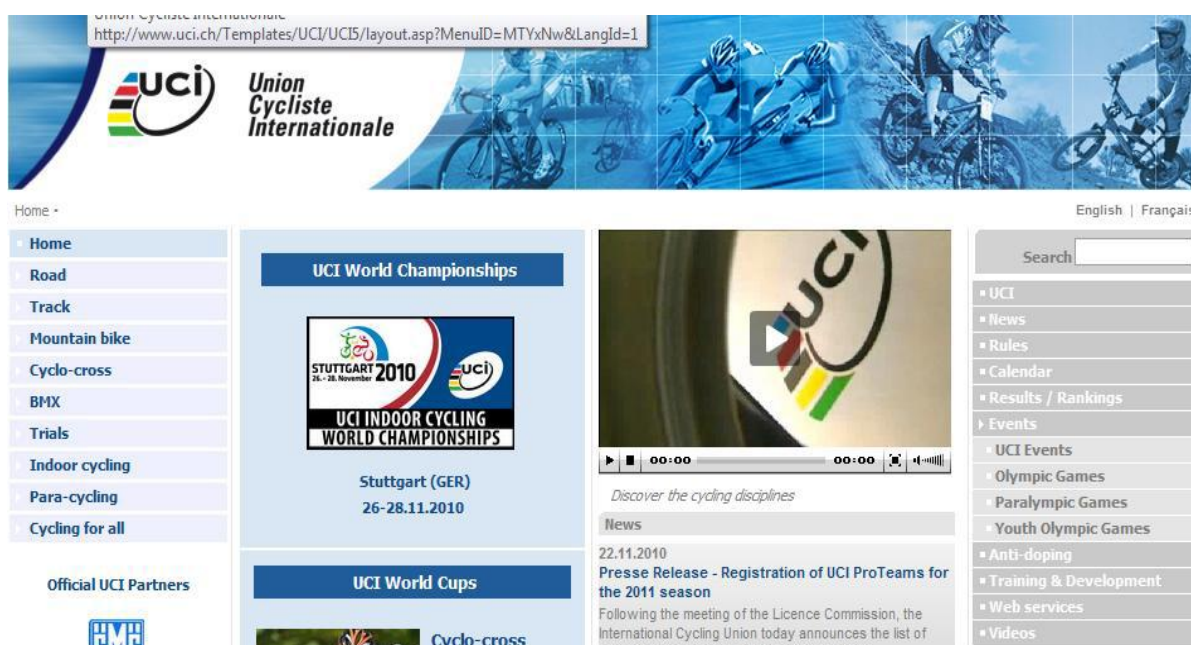 Union Cycliste Internationale
http://www.uci.ch/Templates/UCI/UCI5/layout.asp?MenuID=MTYxNw&LangId=1
uci
Union
Cycliste
Internationale
Home
English | Français
Home
Road
Track
Mountain bike
Cyclo-cross
BMX
Trials
Indoor cycling
Para-cycling
Cycling for all
Official UCI Partners
UCI World Championships
STUTTGART 2010
26. - 28. November
uci
UCI INDOOR CYCLING
WORLD CHAMPIONSHIPS
Stuttgart (GER)
26-28.11.2010
UCI World Cups
Cyclo-cross
uci
00:00 00:00
Discover the cycling disciplines
News
22.11.2010
Presse Release - Registration of UCI ProTeams for
the 2011 season
Following the meeting of the Licence Commission, the
International Cycling Union today announces the list of
Search
UCI
News
Rules
Calendar
Results / Rankings
Events
UCI Events
Olympic Games
Paralympic Games
Youth Olympic Games
Anti-doping
Training & Development
Web services
Videos